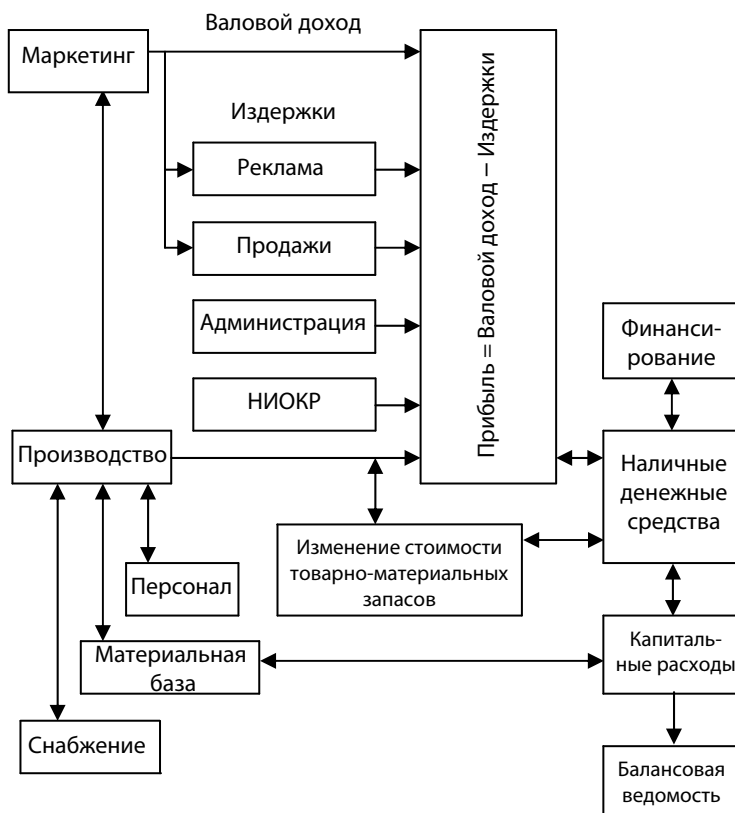 Валовой доход
Маркетинг
Издержки
Реклама
Продажи
Администрация
НИОКР
Прибыль = Валовой доход – Издержки
Финанси-
рование
Производство
Наличные
денежные
средства
Изменение стоимости
товарно-материальных
запасов
Персонал
Материальная
база
Капиталь-
ные расходы
Снабжение
Балансовая
ведомость